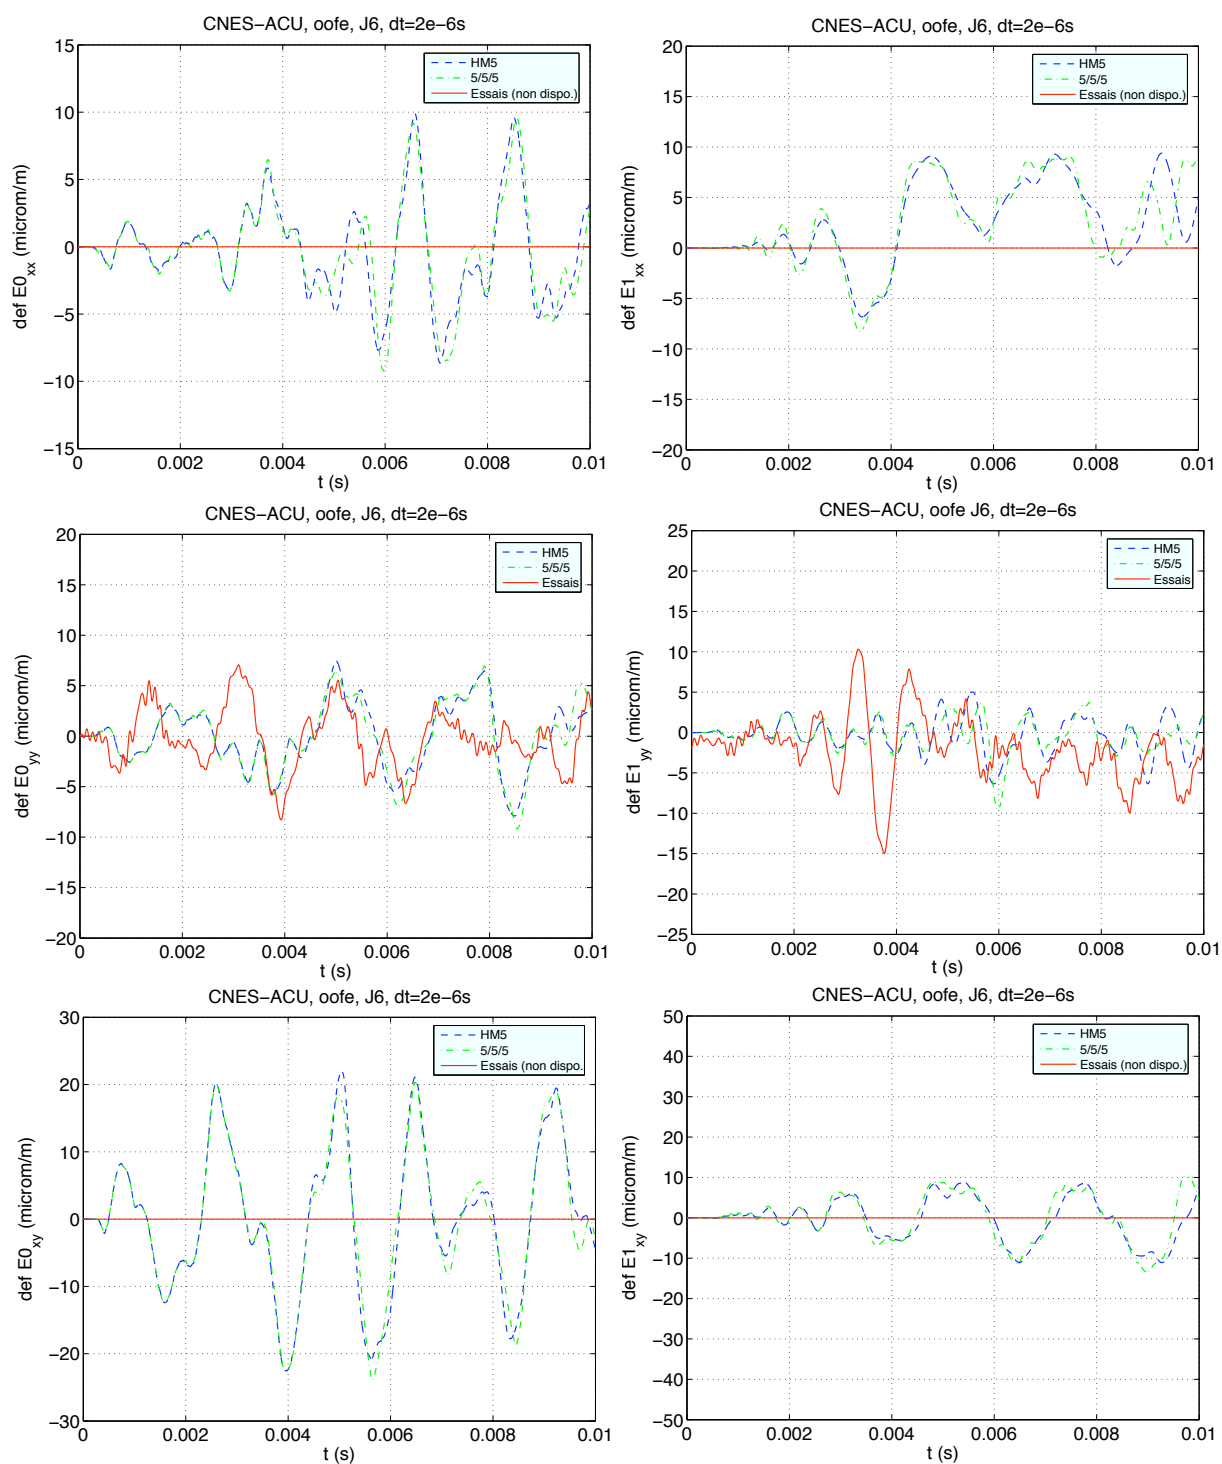 CNES−ACU, oofe, J6, dt=2e−6s
15
10
5
0
−5
−10
−15
def E0xx (microm/m)
HM5
5/5/5
Essais (non dispo.)
0 0.002 0.004 0.006 0.008 0.01
t (s)
CNES−ACU, oofe, J6, dt=2e−6s
20
15
10
5
0
−5
−10
−15
−20
def E1xx (microm/m)
HM5
5/5/5
Essais (non dispo.)
0 0.002 0.004 0.006 0.008 0.01
t (s)
CNES−ACU, oofe, J6, dt=2e−6s
20
15
10
5
0
−5
−10
−15
−20
def E0yy (microm/m)
HM5
5/5/5
Essais
0 0.002 0.004 0.006 0.008 0.01
t (s)
CNES−ACU, oofe J6, dt=2e−6s
25
20
15
10
5
0
−5
−10
−15
−20
−25
def E1yy (microm/m)
HM5
5/5/5
Essais
0 0.002 0.004 0.006 0.008 0.01
t (s)
CNES−ACU, oofe, J6, dt=2e−6s
30
20
10
0
−10
−20
−30
def E0xy (microm/m)
HM5
5/5/5
Essais (non dispo.)
0 0.002 0.004 0.006 0.008 0.01
t (s)
CNES−ACU, oofe, J6, dt=2e−6s
50
40
30
20
10
0
−10
−20
−30
−40
−50
def E1xy (microm/m)
HM5
5/5/5
Essais (non dispo.)
0 0.002 0.004 0.006 0.008 0.01
t (s)